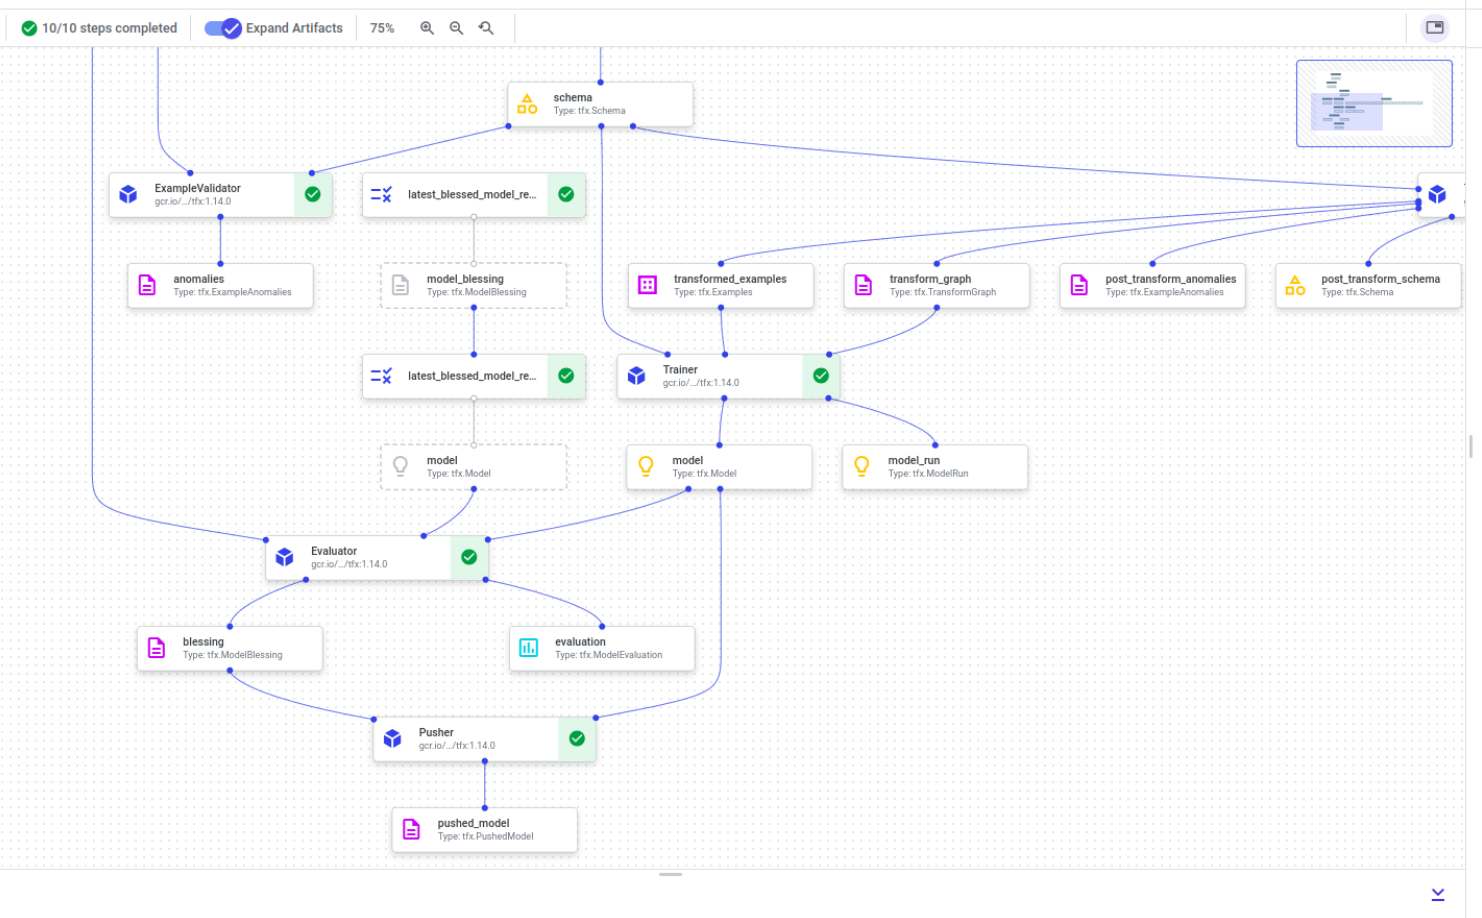 10/10 steps completed
Expand Artifacts
75%
schema
Type: tfx.Schema
ExampleValidator
gcr.io/.../tfx:1.14.0
latest_blessed_model_re...
anomalies
Type: tfx.ExampleAnomalies
model_blessing
Type: tfx.ModelBlessing
transformed_examples
Type: tfx.Examples
transform_graph
Type: tfx.TransformGraph
post_transform_anomalies
Type: tfx.ExampleAnomalies
post_transform_schema
Type: tfx.Schema
latest_blessed_model_re...
Trainer
gcr.io/.../tfx:1.14.0
model
Type: tfx.Model
model
Type: tfx.Model
model_run
Type: tfx.ModelRun
Evaluator
gcr.io/.../tfx:1.14.0
blessing
Type: tfx.ModelBlessing
evaluation
Type: tfx.ModelEvaluation
Pusher
gcr.io/.../tfx:1.14.0
pushed_model
Type: tfx.PushedModel